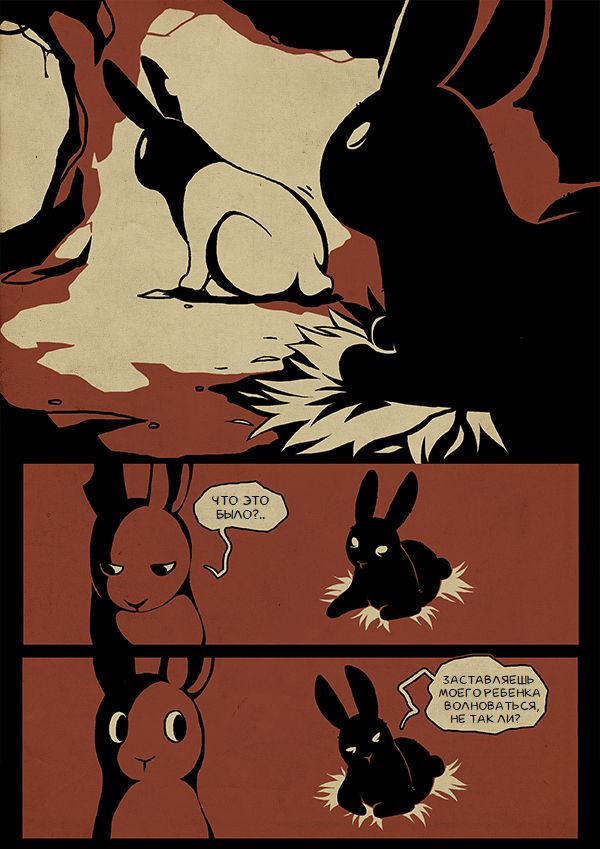 ЧТО ЭТО
БЫЛО?..
ЗАСТАВЛЯЕШЬ
МОЕГО РЕБЕНКА
ВОЛНОВАТЬСЯ,
НЕ ТАК ЛИ?